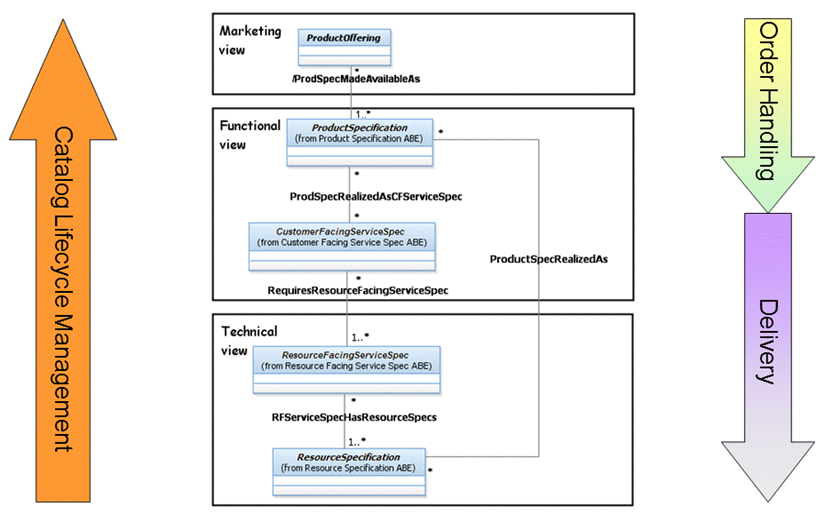 Marketing
view
ProductOffering
*
/ProdSpecMadeAvailableAs
1..*
Functional
view
ProductSpecification
(from Product Specification ABE)
*
*
ProdSpecRealizedAsCFServiceSpec
*
CustomerFacingServiceSpec
(from Customer Facing Service Spec ABE)
*
RequiresResourceFacingServiceSpec
ProductSpecRealizedAs
Technical
view
1..*
ResourceFacingServiceSpec
(from Resource Facing Service Spec ABE)
*
RFServiceSpecHasResourceSpecs
1..*
ResourceSpecification
(from Resource Specification ABE)
*
Catalog Lifecycle Management
Order Handling
Delivery